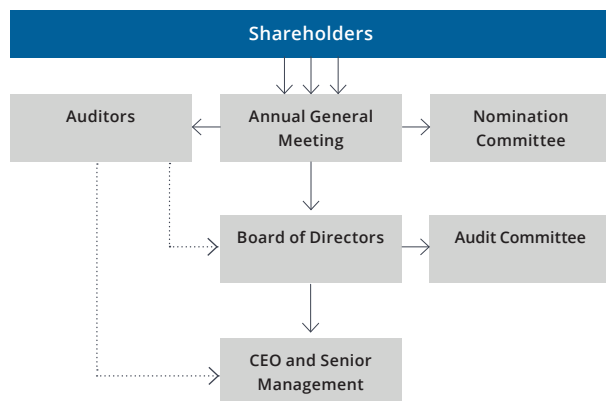 Shareholders
Auditors
Annual General
Meeting
Nomination
Committee
Board of Directors
Audit Committee
CEO and Senior
Management